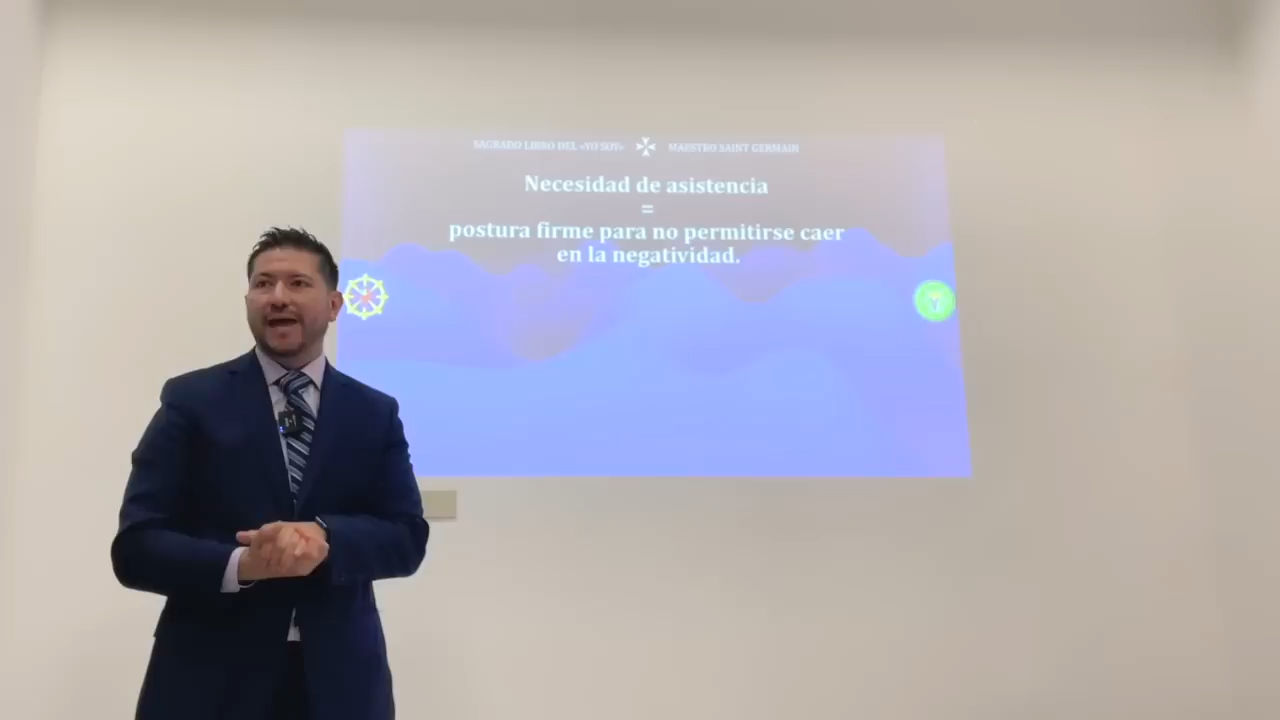 SAGRADO LIBRO DEL «YO SOY» MAESTRO SAINT GERMAIN
Necesidad de asistencia
=
postura firme para no permitirse caer
en la negatividad.